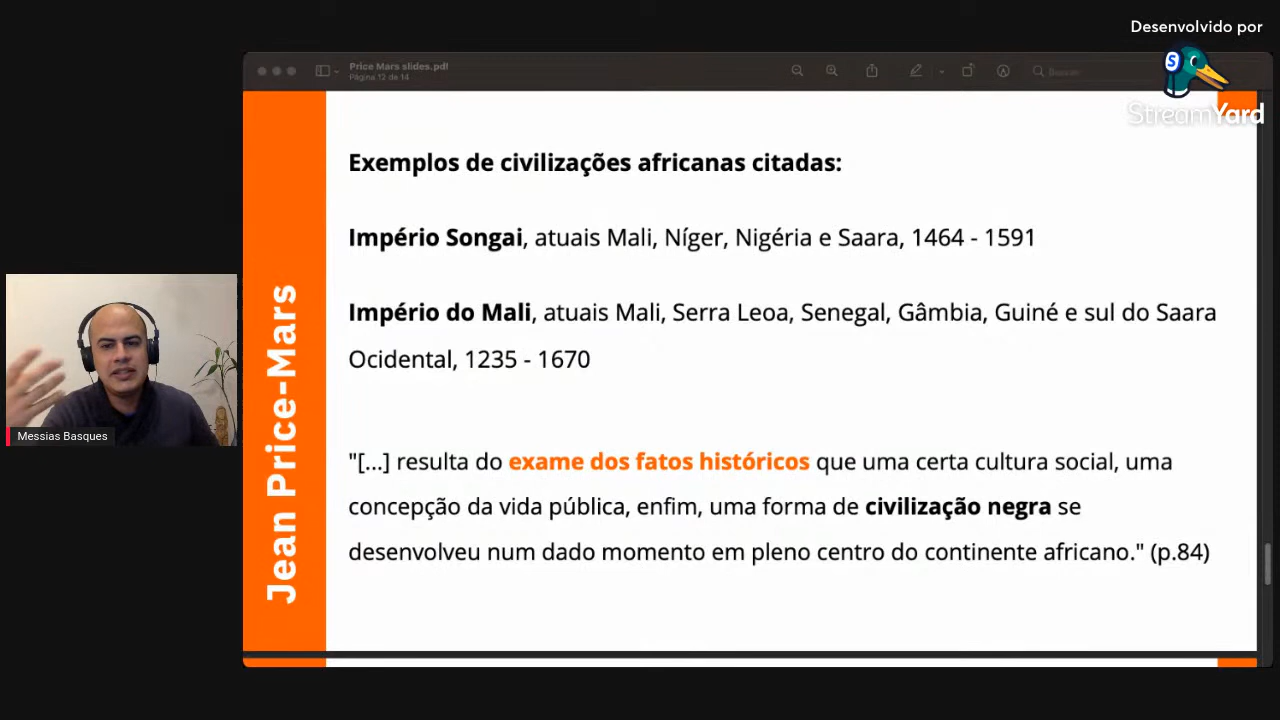 Desenvolvido por
StreamYard
Price Mars slides.pdf
Página 12 de 14
Buscar
Jean Price-Mars
Exemplos de civilizações africanas citadas:
Império Songai, atuais Mali, Níger, Nigéria e Saara, 1464 - 1591
Império do Mali, atuais Mali, Serra Leoa, Senegal, Gâmbia, Guiné e sul do Saara
Ocidental, 1235 - 1670
"[...] resulta do exame dos fatos históricos que uma certa cultura social, uma
concepção da vida pública, enfim, uma forma de civilização negra se
desenvolveu num dado momento em pleno centro do continente africano." (p.84)
Messias Basques